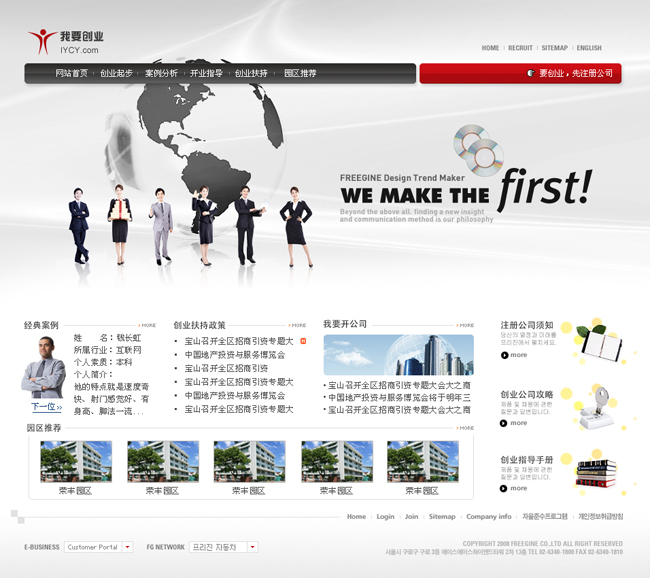 我要创业
IYCY.com
HOME | RECRUIT | SITEMAP | ENGLISH
网站首页 创业起步 案例分析 开业指导 创业扶持 园区推荐
要创业，先注册公司
FREEGINE Design Trend Maker
WE MAKE THE first!
Beyond the above all, finding a new insight
and communication method is our philosophy
经典案例 > MORE
姓 名：钱长虹
所属行业：互联网
个人素质：本科
个人简介：
他的特点就是速度奇
快、射门感觉好、有
身高、脚法一流...
下一位>>
创业扶持政策 > MORE
• 宝山召开全区招商引资专题大
• 中国地产投资与服务博览会
• 宝山召开全区招商引资
• 宝山召开全区招商引资专题大
• 中国地产投资与服务博览会
• 宝山召开全区招商引资专题大
我要开公司 > MORE
• 宝山召开全区招商引资专题大会大之商
• 中国地产投资与服务博览会将于明年三
• 宝山召开全区招商引资专题大会大之商
注册公司须知
당신의 열정과 미래를
프리진에서 펼치세요.
more
创业公司攻略
제품 및 채용에 관한
질문과 답변입니다.
more
创业指导手册
제품 및 채용에 관한
질문과 답변입니다.
more
园区推荐 > MORE
荣丰园区 荣丰园区 荣丰园区 荣丰园区 荣丰园区
Home | Login | Join | Sitemap | Company info | 자율준수프로그램 | 개인정보취급방침
E-BUSINESS Customer Portal FG NETWORK 프리진 자동차
COPYRIGHT 2008 FREEGINE CO.,LTD ALL RIGHT RESERVED
서울시 구로구 구로3동 에이스에이스하이엔드타워 2차 13층 TEL 02-6340-1800 FAX 02-6340-1810